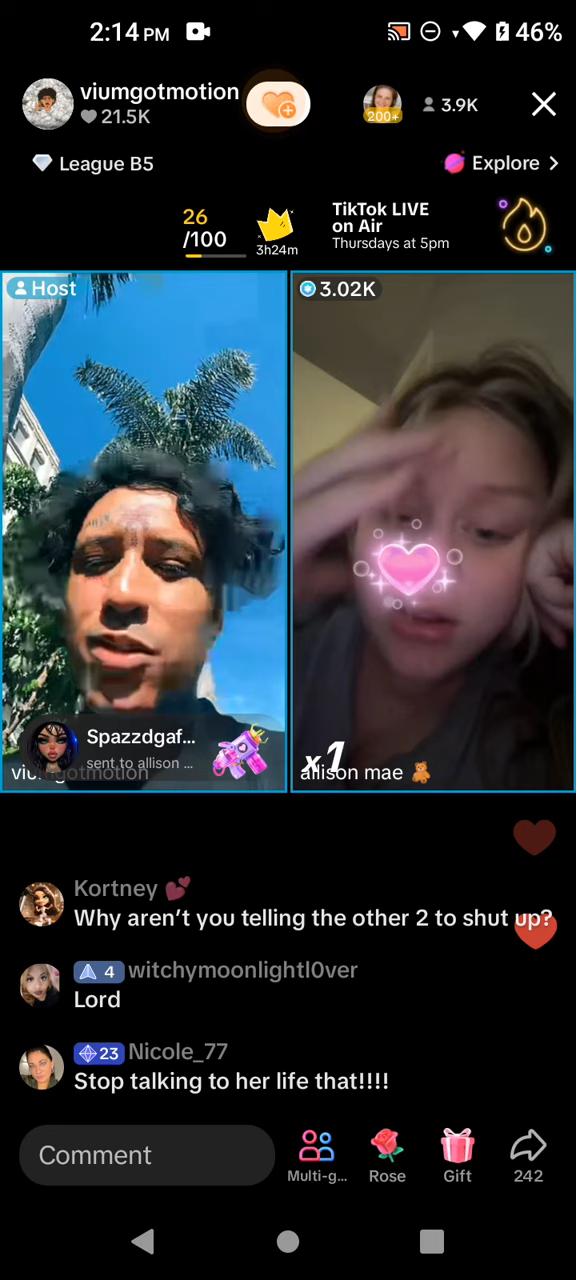 2:14 PM
46%
viumgotmotion
21.5K
200+
3.9K
League B5
Explore
26
/100
3h24m
TikTok LIVE
on Air
Thursdays at 5pm
Host
3.02K
Spazzdgaf...
sent to allison ...
viumgotmotion
x1
allison mae
Kortney
Why aren’t you telling the other 2 to shut up?
4 witchymoonlightl0ver
Lord
23 Nicole_77
Stop talking to her life that!!!!
Comment
Multi-g...
Rose
Gift
242